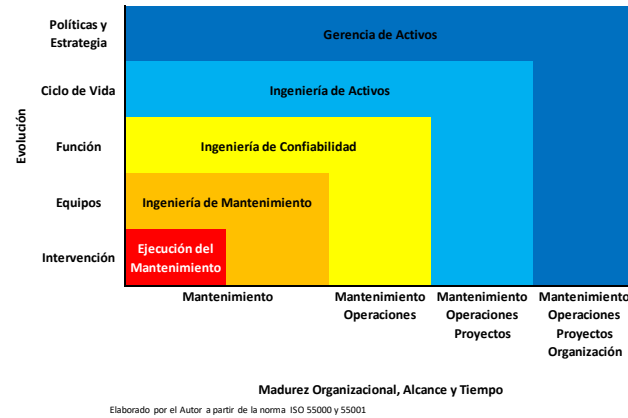 Políticas y
Estrategia
Gerencia de Activos
Ciclo de Vida
Ingeniería de Activos
Evolución
Función
Ingeniería de Confiabilidad
Equipos
Ingeniería de Mantenimiento
Intervención
Ejecución del
Mantenimiento
Mantenimiento
Mantenimiento
Operaciones
Mantenimiento
Operaciones
Proyectos
Mantenimiento
Operaciones
Proyectos
Organización
Madurez Organizacional, Alcance y Tiempo
Elaborado por el Autor a partir de la norma ISO 55000 y 55001